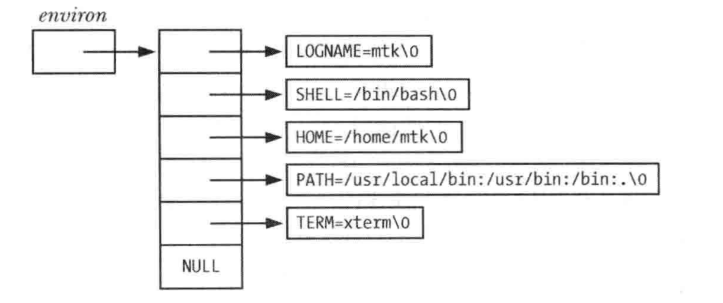 environ
LOGNAME=mtk\0
SHELL=/bin/bash\0
HOME=/home/mtk\0
PATH=/usr/local/bin:/usr/bin:/bin:.\0
TERM=xterm\0
NULL